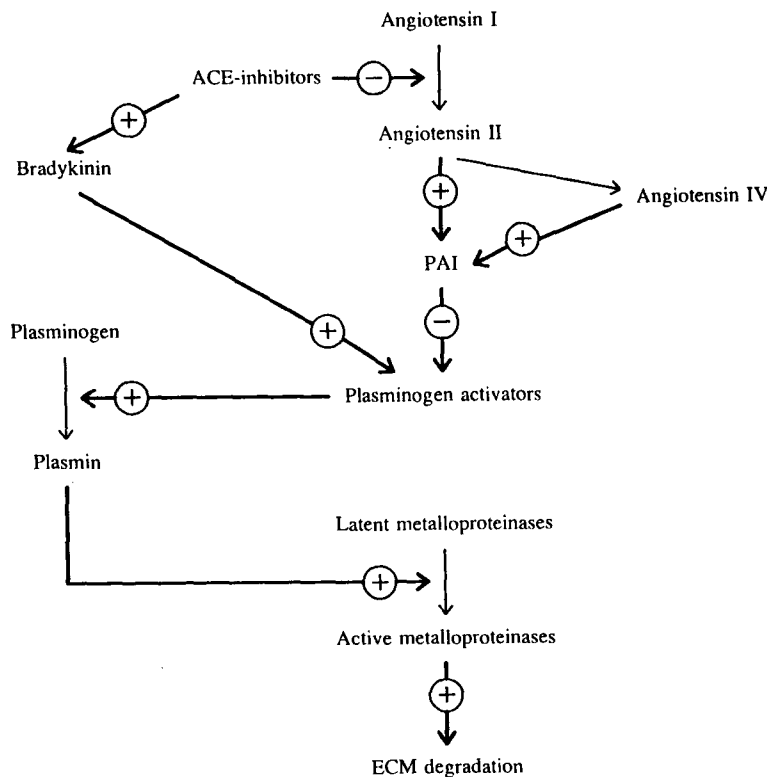 Angiotensin I
ACE-inhibitors
−
+
Angiotensin II
Bradykinin
+
Angiotensin IV
+
PAI
−
+
Plasminogen
Plasminogen activators
+
Plasmin
Latent metalloproteinases
+
Active metalloproteinases
+
ECM degradation